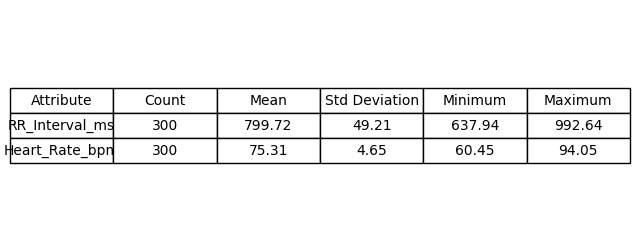 Attribute Count Mean Std Deviation Minimum Maximum
RR_Interval_ms 300 799.72 49.21 637.94 992.64
Heart_Rate_bpm 300 75.31 4.65 60.45 94.05